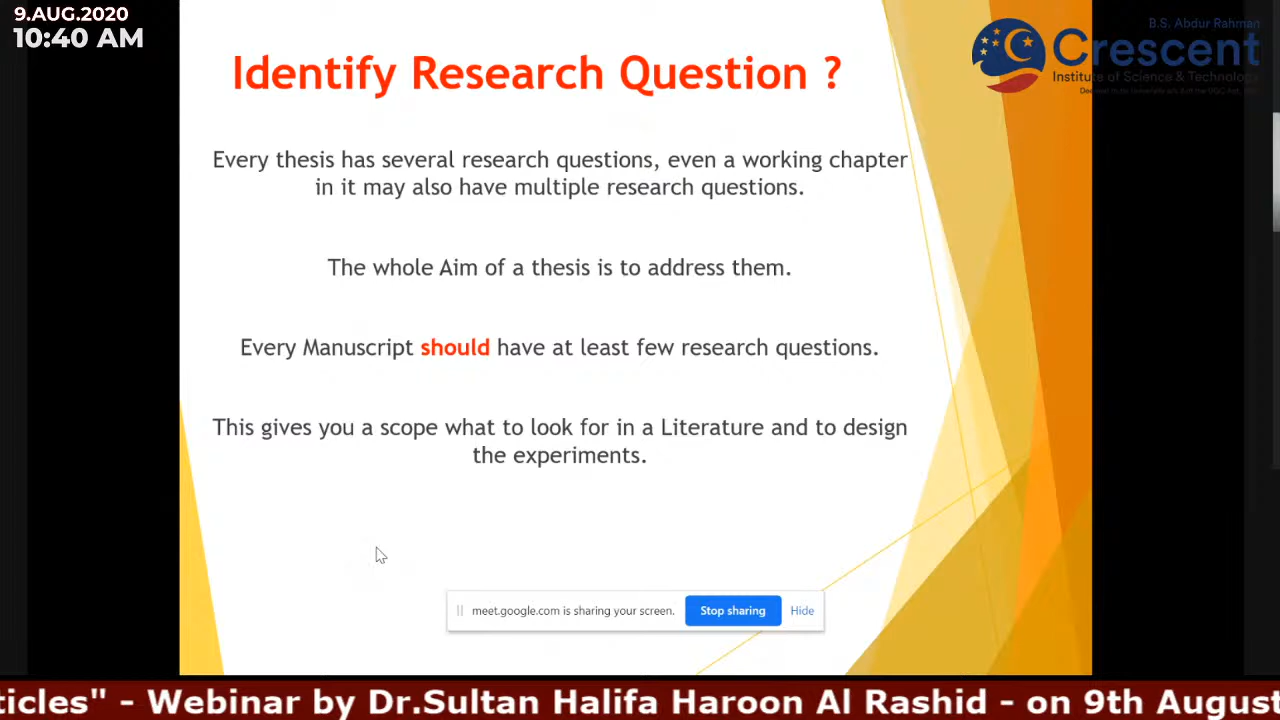 9.AUG.2020
10:40 AM
B.S. Abdur Rahman
Crescent
Institute of Science & Technology
Identify Research Question ?
Every thesis has several research questions, even a working chapter
in it may also have multiple research questions.
The whole Aim of a thesis is to address them.
Every Manuscript should have at least few research questions.
This gives you a scope what to look for in a Literature and to design
the experiments.
meet.google.com is sharing your screen. Stop sharing Hide
ticles" - Webinar by Dr.Sultan Halifa Haroon Al Rashid - on 9th August